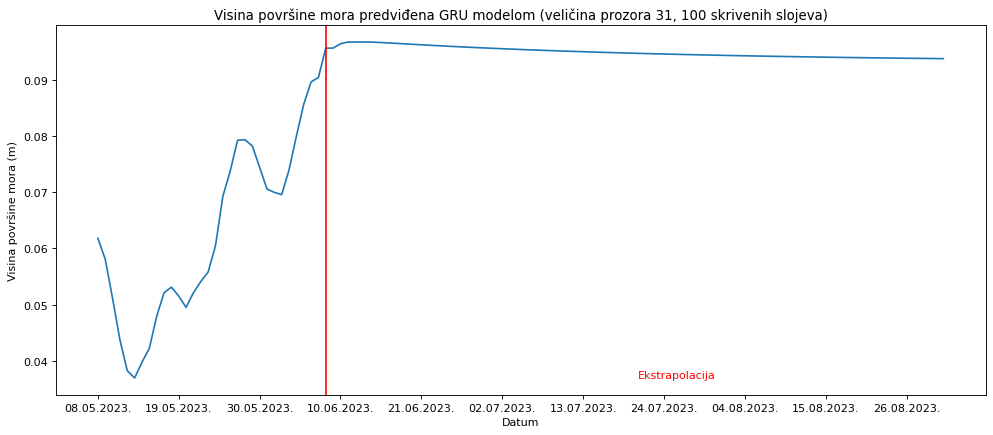 Visina površine mora predviđena GRU modelom (veličina prozora 31, 100 skrivenih slojeva)
Visina površine mora (m)
0.09
0.08
0.07
0.06
0.05
0.04
Ekstrapolacija
08.05.2023. 19.05.2023. 30.05.2023. 10.06.2023. 21.06.2023. 02.07.2023. 13.07.2023. 24.07.2023. 04.08.2023. 15.08.2023. 26.08.2023.
Datum